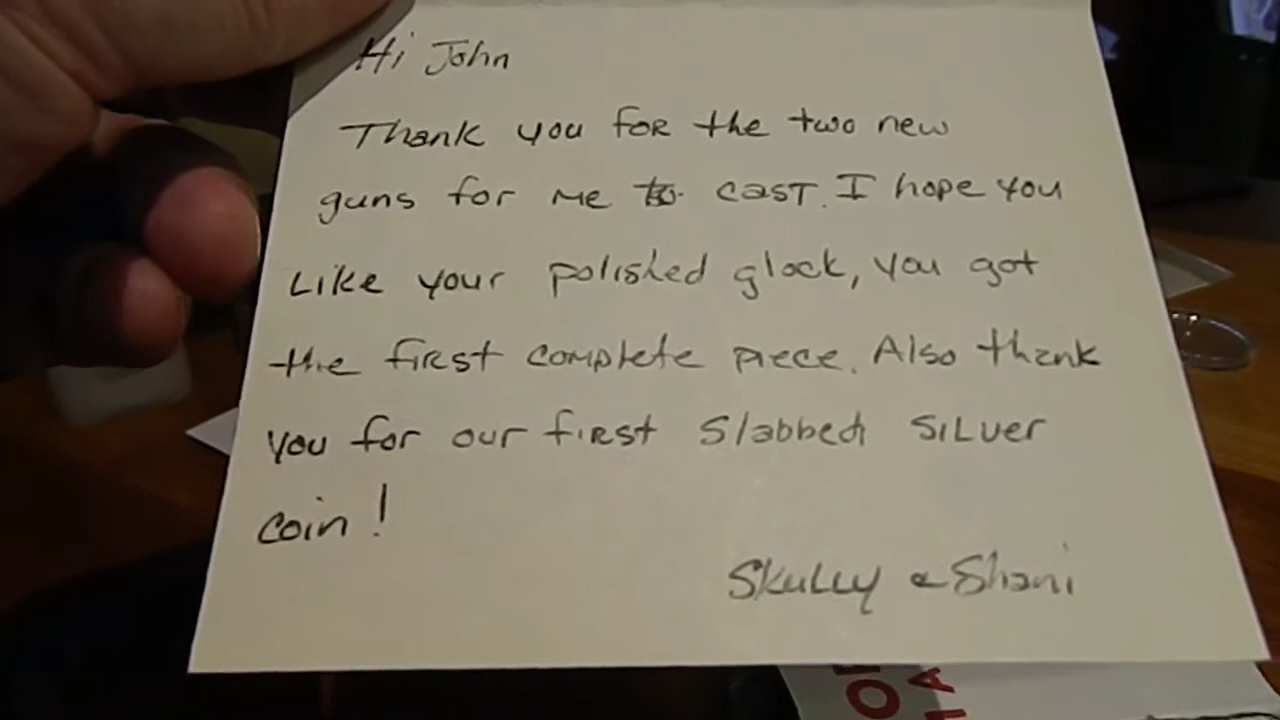 Hi John
Thank you for the two new
guns for me to cast. I hope you
Like your polished glock, you got
the first complete piece. Also thank
you for our first Slabbed SiLver
coin!
Skully & Shani